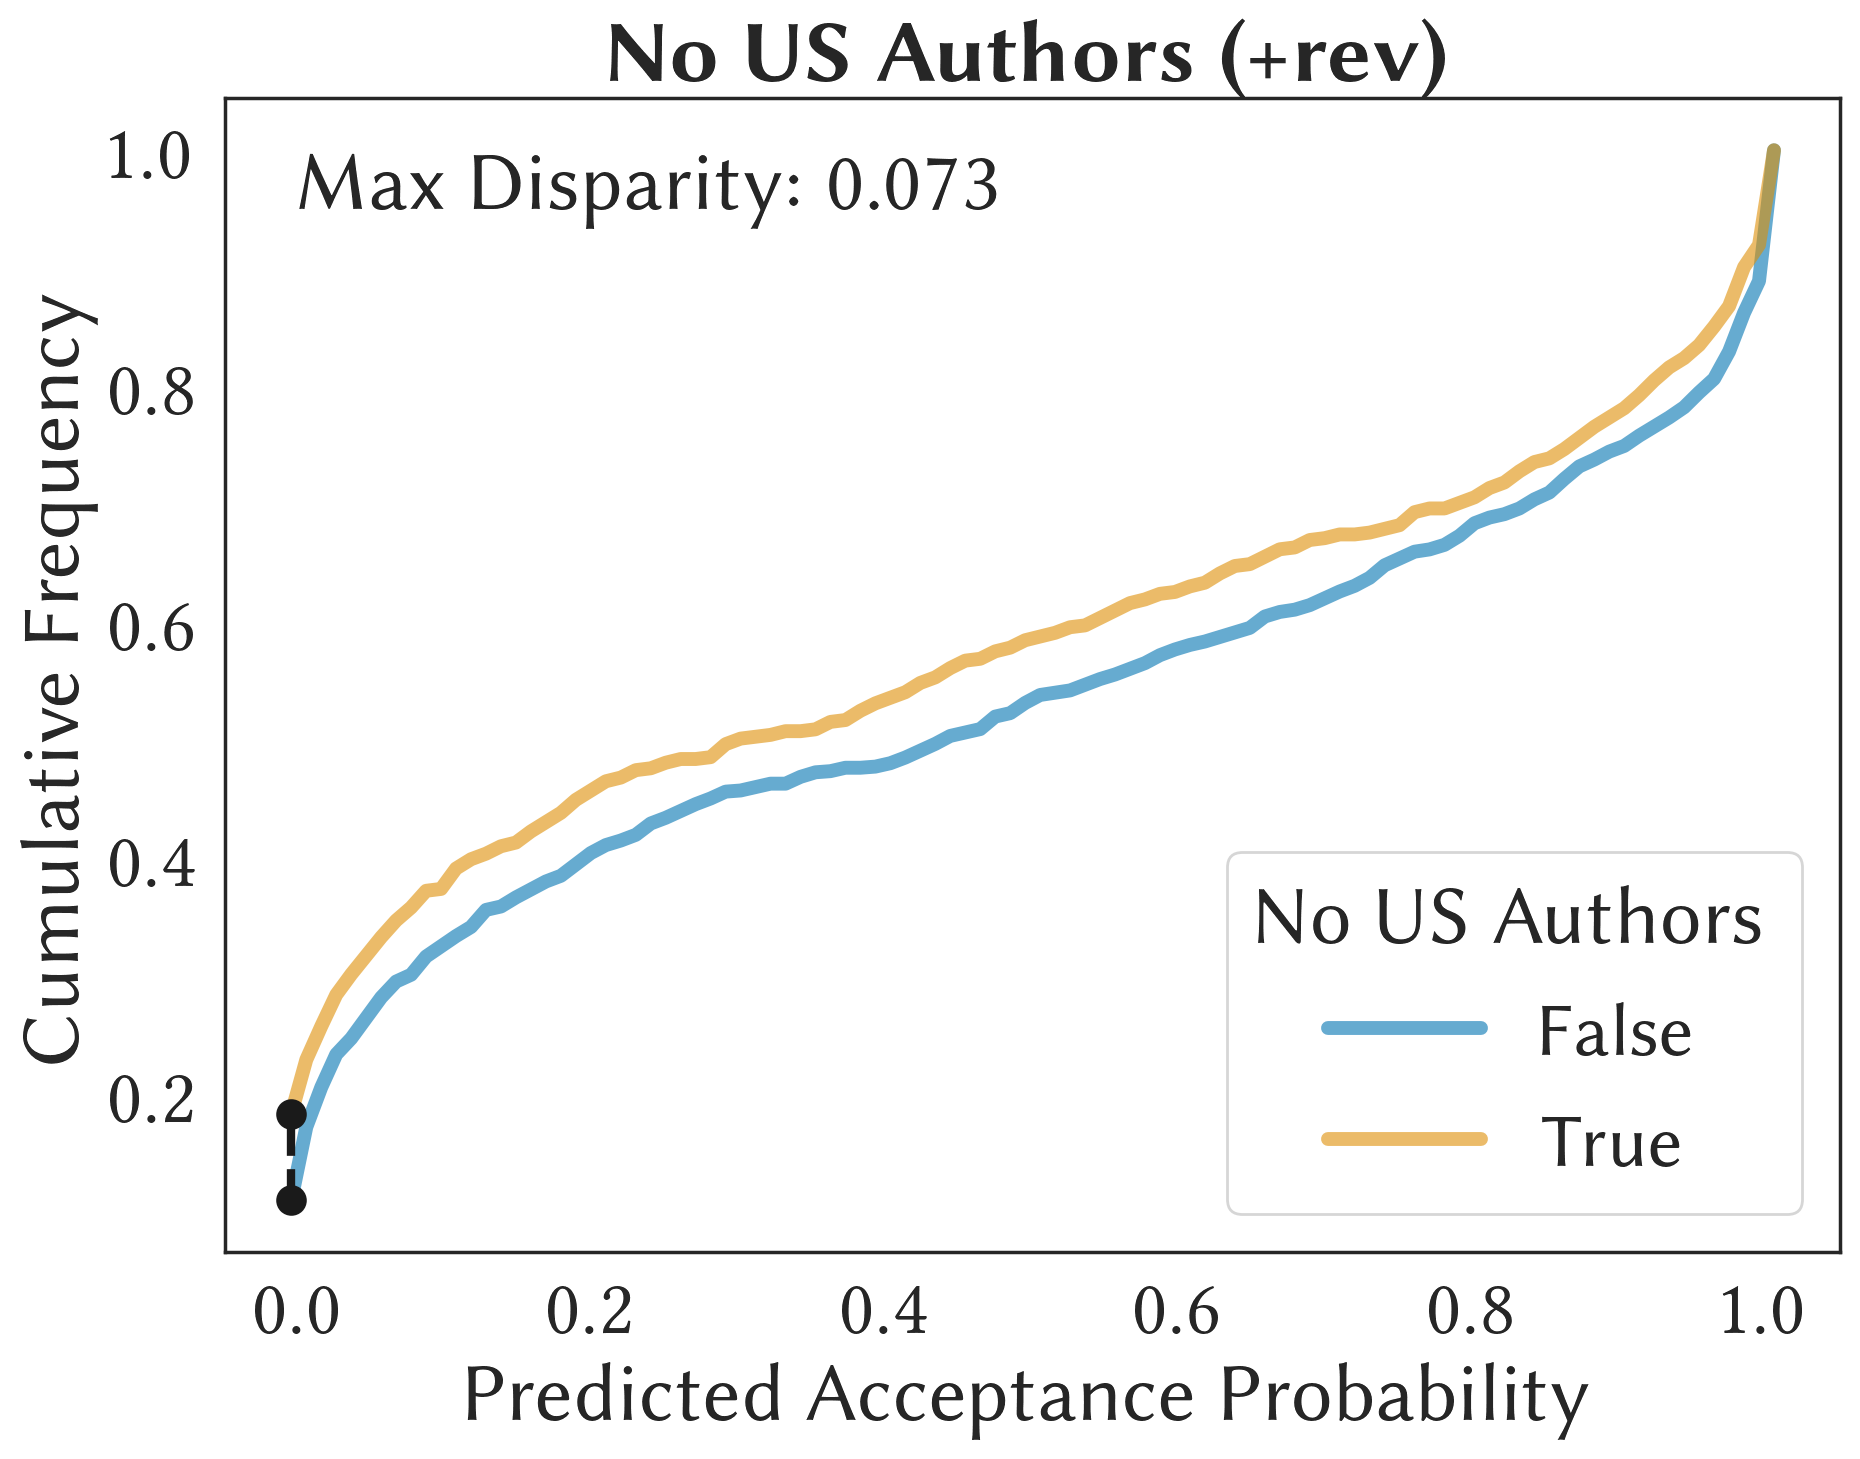 No US Authors (+rev)
Max Disparity: 0.073
Cumulative Frequency
1.0
0.8
0.6
0.4
0.2
No US Authors
False
True
0.0 0.2 0.4 0.6 0.8 1.0
Predicted Acceptance Probability